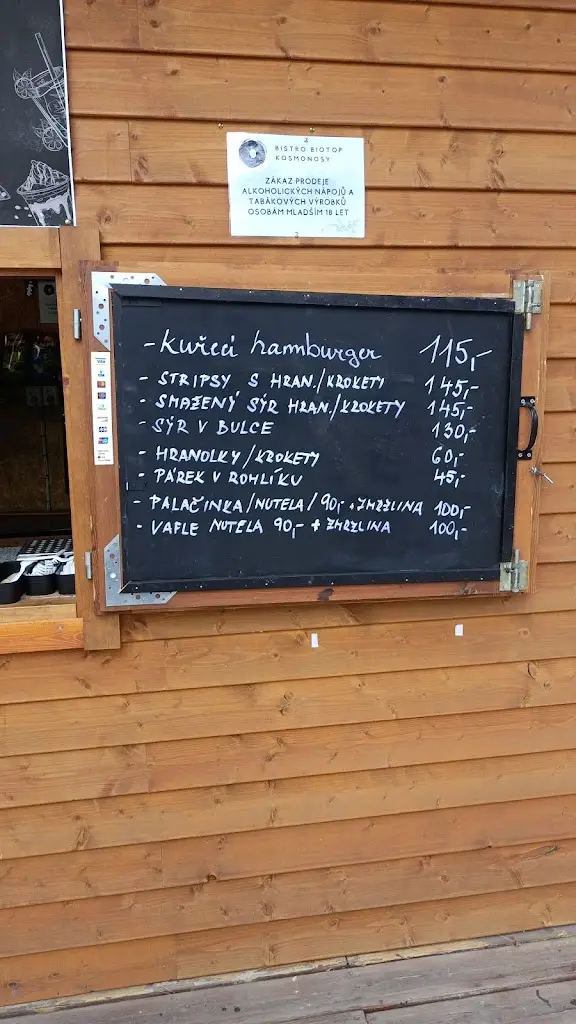 BISTRO BIOTOP
KOSMONOSY
ZÁKAZ PRODEJE
ALKOHOLICKÝCH NÁPOJŮ A
TABÁKOVÝCH VÝROBKŮ
OSOBÁM MLADŠÍM 18 LET
- kuřecí hamburger 115,-
- STRIPSY S HRAN./KROKETY 145,-
- SMAŽENÝ SÝR HRAN./KROKETY 145,-
- SÝR V BULCE 130,-
- HRANOLKY/KROKETY 60,-
- PÁREK V ROHLÍKU 45,-
- PALAČINKA/NUTELA/90,- + ZMRZLINA 100,-
- VAFLE NUTELA 90,- + ZMRZLINA 100,-